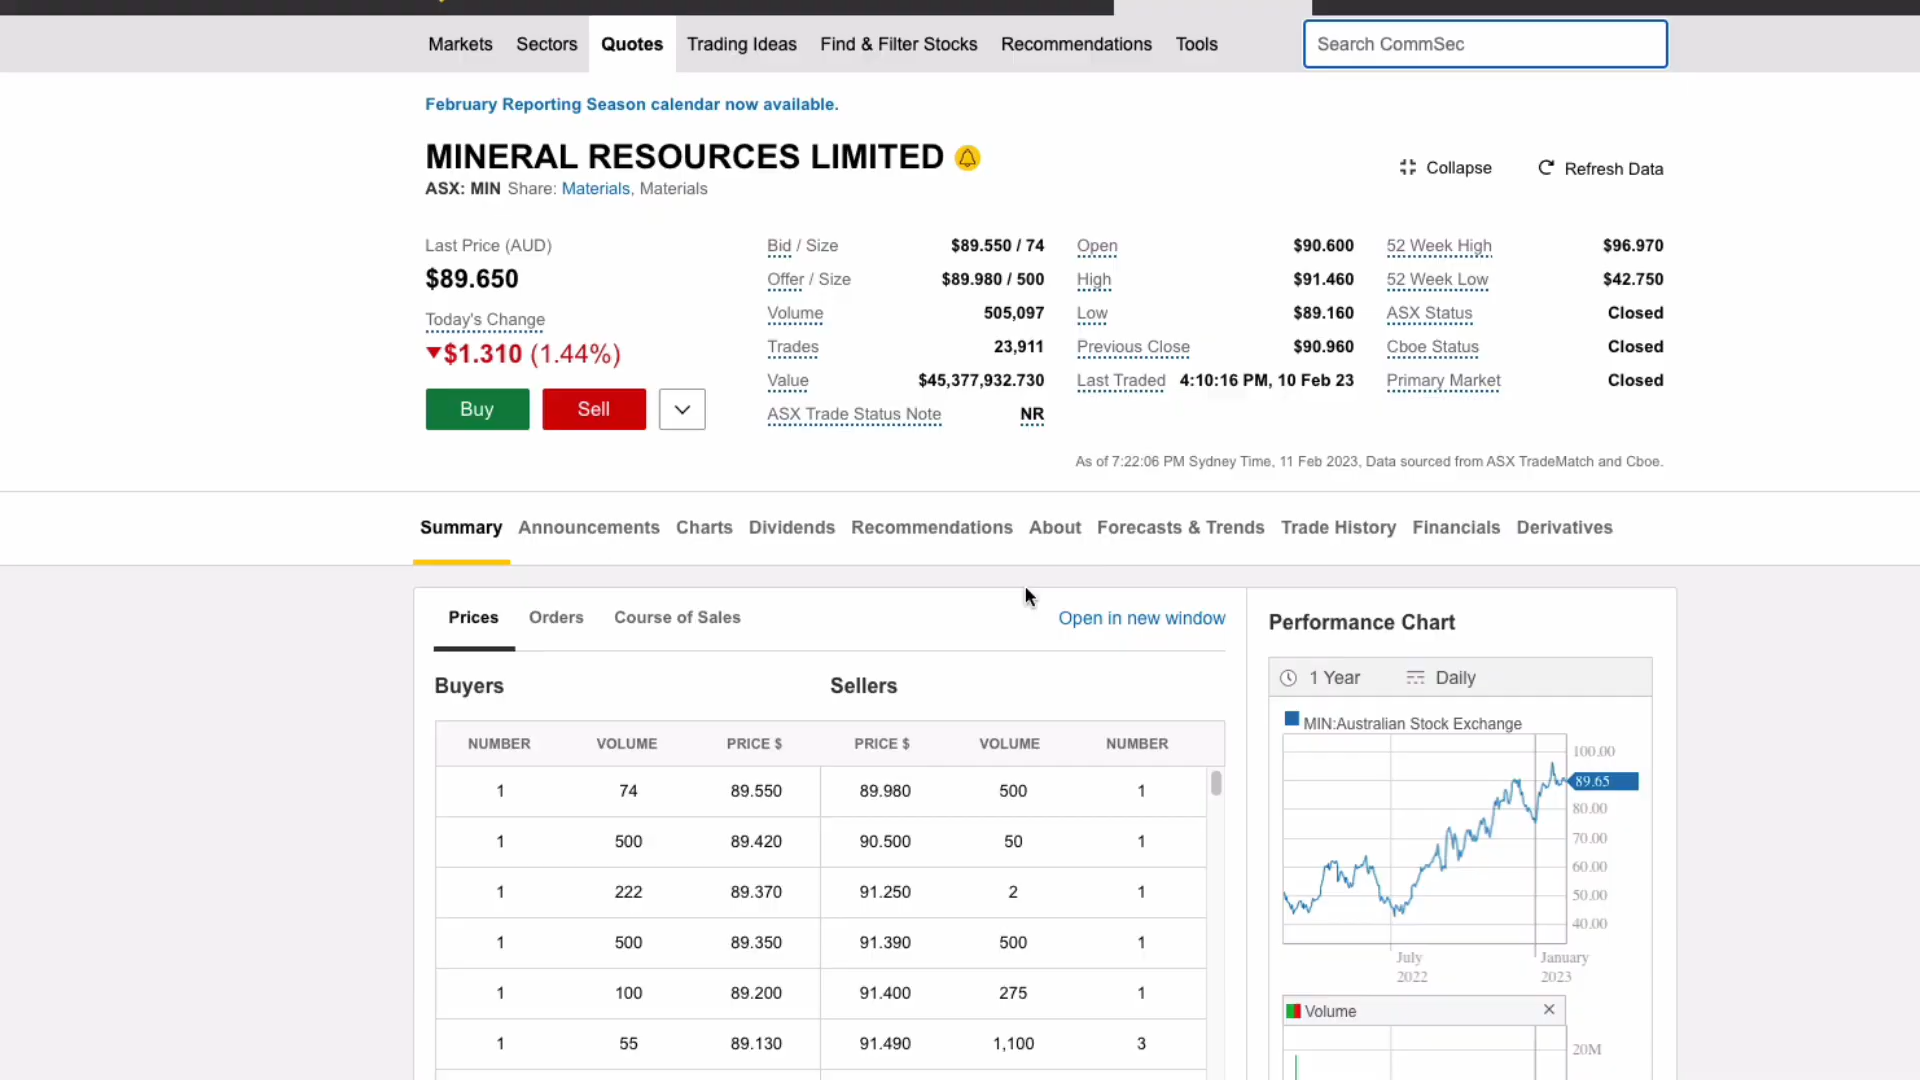 Markets Sectors Quotes Trading Ideas Find & Filter Stocks Recommendations Tools Search CommSec
February Reporting Season calendar now available.
MINERAL RESOURCES LIMITED
Collapse Refresh Data
ASX: MIN Share: Materials, Materials
Last Price (AUD)
$89.650
Today's Change
$1.310 (1.44%)
Buy Sell
Bid / Size $89.550 / 74
Offer / Size $89.980 / 500
Volume 505,097
Trades 23,911
Value $45,377,932.730
ASX Trade Status Note NR
Open $90.600
High $91.460
Low $89.160
Previous Close $90.960
Last Traded 4:10:16 PM, 10 Feb 23
52 Week High $96.970
52 Week Low $42.750
ASX Status Closed
Cboe Status Closed
Primary Market Closed
As of 7:22:06 PM Sydney Time, 11 Feb 2023, Data sourced from ASX TradeMatch and Cboe.
Summary Announcements Charts Dividends Recommendations About Forecasts & Trends Trade History Financials Derivatives
Prices Orders Course of Sales Open in new window
Buyers Sellers
NUMBER VOLUME PRICE $ PRICE $ VOLUME NUMBER
1 74 89.550 89.980 500 1
1 500 89.420 90.500 50 1
1 222 89.370 91.250 2 1
1 500 89.350 91.390 500 1
1 100 89.200 91.400 275 1
1 55 89.130 91.490 1,100 3
Performance Chart
1 Year Daily
MIN:Australian Stock Exchange
100.00
89.65
80.00
70.00
60.00
50.00
40.00
July January
2022 2023
Volume
20M